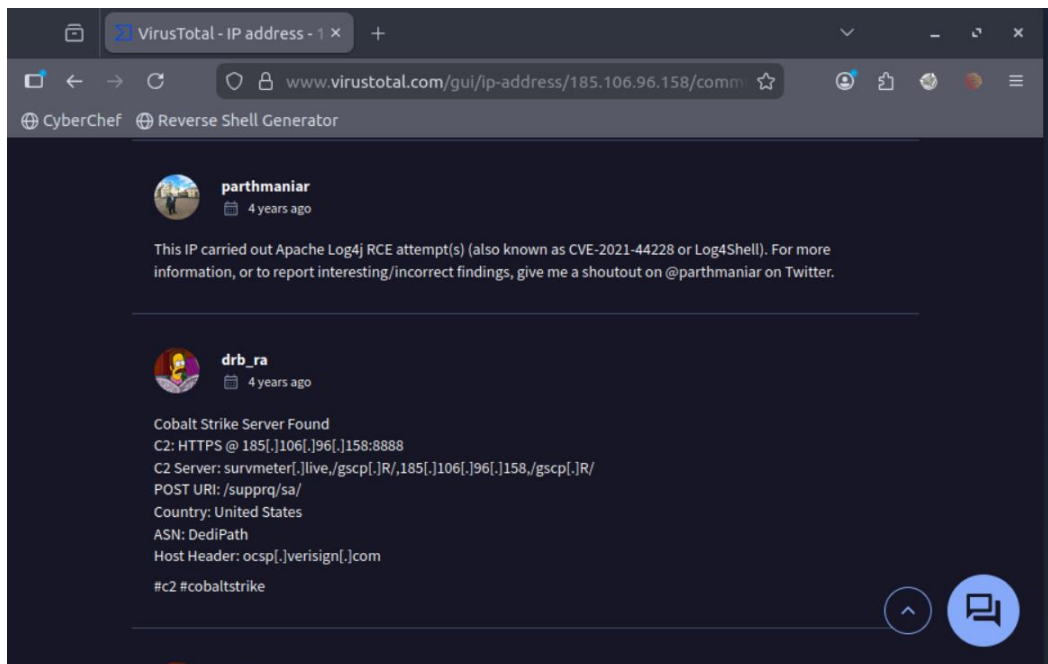 VirusTotal - IP address - 1
www.virustotal.com/gui/ip-address/185.106.96.158/comm
CyberChef Reverse Shell Generator
parthmaniar
4 years ago
This IP carried out Apache Log4j RCE attempt(s) (also known as CVE-2021-44228 or Log4Shell). For more
information, or to report interesting/incorrect findings, give me a shoutout on @parthmaniar on Twitter.
drb_ra
4 years ago
Cobalt Strike Server Found
C2: HTTPS @ 185[.]106[.]96[.]158:8888
C2 Server: survmeter[.]live,/gscp[.]R/,185[.]106[.]96[.]158,/gscp[.]R/
POST URI: /supprq/sa/
Country: United States
ASN: DediPath
Host Header: ocsp[.]verisign[.]com
#c2 #cobaltstrike